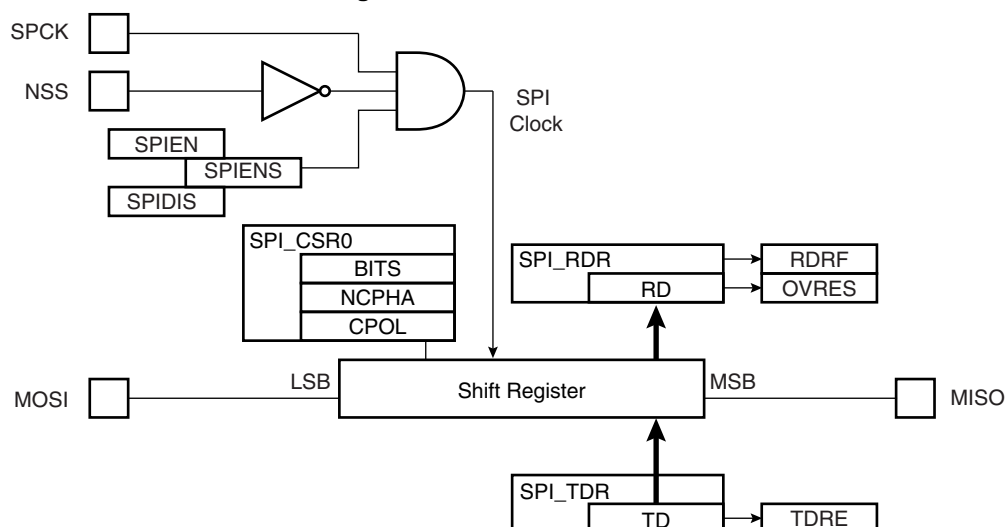 SPCK
NSS
SPI
Clock
SPIEN
SPIENS
SPIDIS
SPI_CSR0
BITS
NCPHA
CPOL
SPI_RDR
RD
RDRF
OVRES
MOSI
LSB
Shift Register
MSB
MISO
SPI_TDR
TD
TDRE